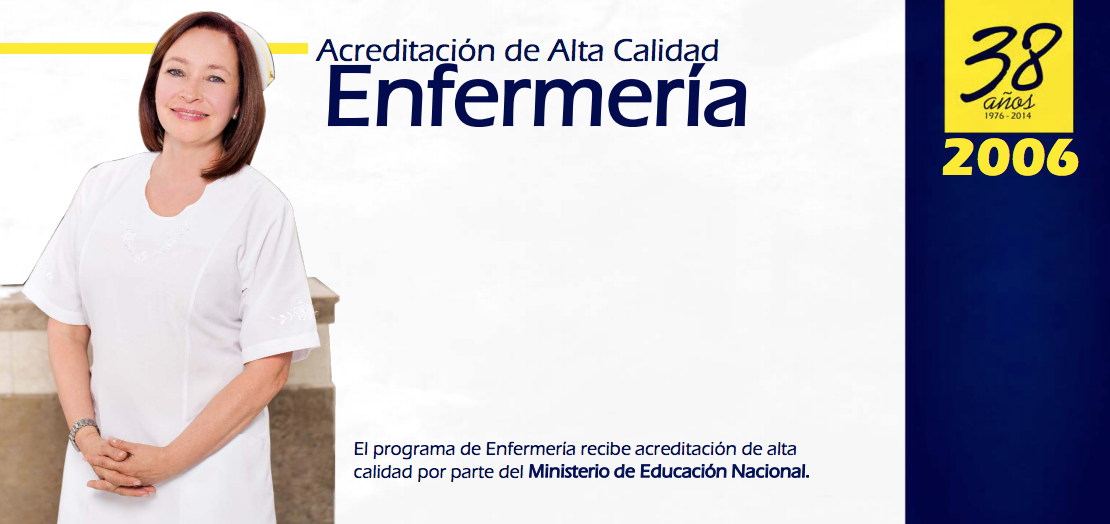 Acreditación de Alta Calidad
Enfermería
38
años
1976 - 2014
2006
El programa de Enfermería recibe acreditación de alta
calidad por parte del Ministerio de Educación Nacional.